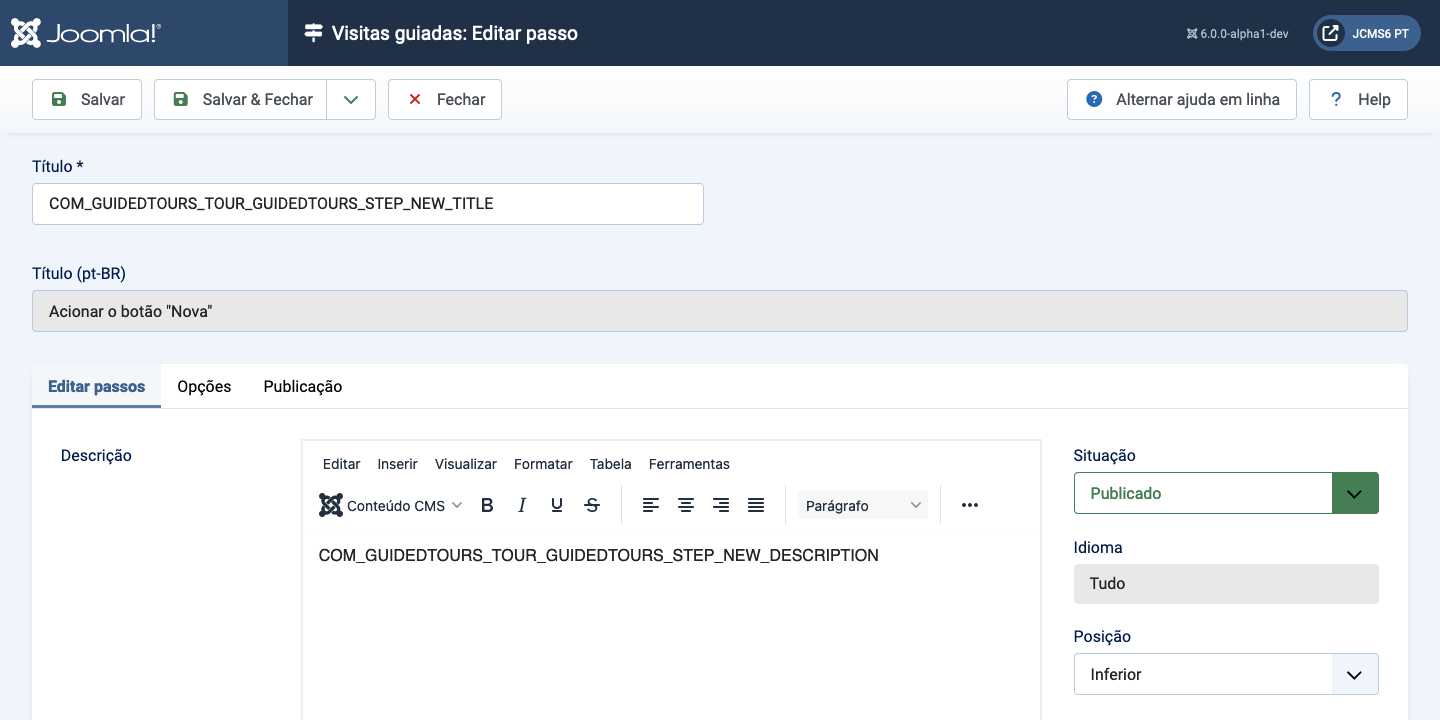 Joomla!®
Visitas guiadas: Editar passo
6.0.0-alpha1-dev
JCMS6 PT
Salvar
Salvar & Fechar
Fechar
Alternar ajuda em linha
? Help
Título *
COM_GUIDEDTOURS_TOUR_GUIDEDTOURS_STEP_NEW_TITLE
Título (pt-BR)
Acionar o botão "Nova"
Editar passos Opções Publicação
Descrição
Editar Inserir Visualizar Formatar Tabela Ferramentas
Conteúdo CMS B I U S Parágrafo ...
COM_GUIDEDTOURS_TOUR_GUIDEDTOURS_STEP_NEW_DESCRIPTION
Situação
Publicado
Idioma
Tudo
Posição
Inferior